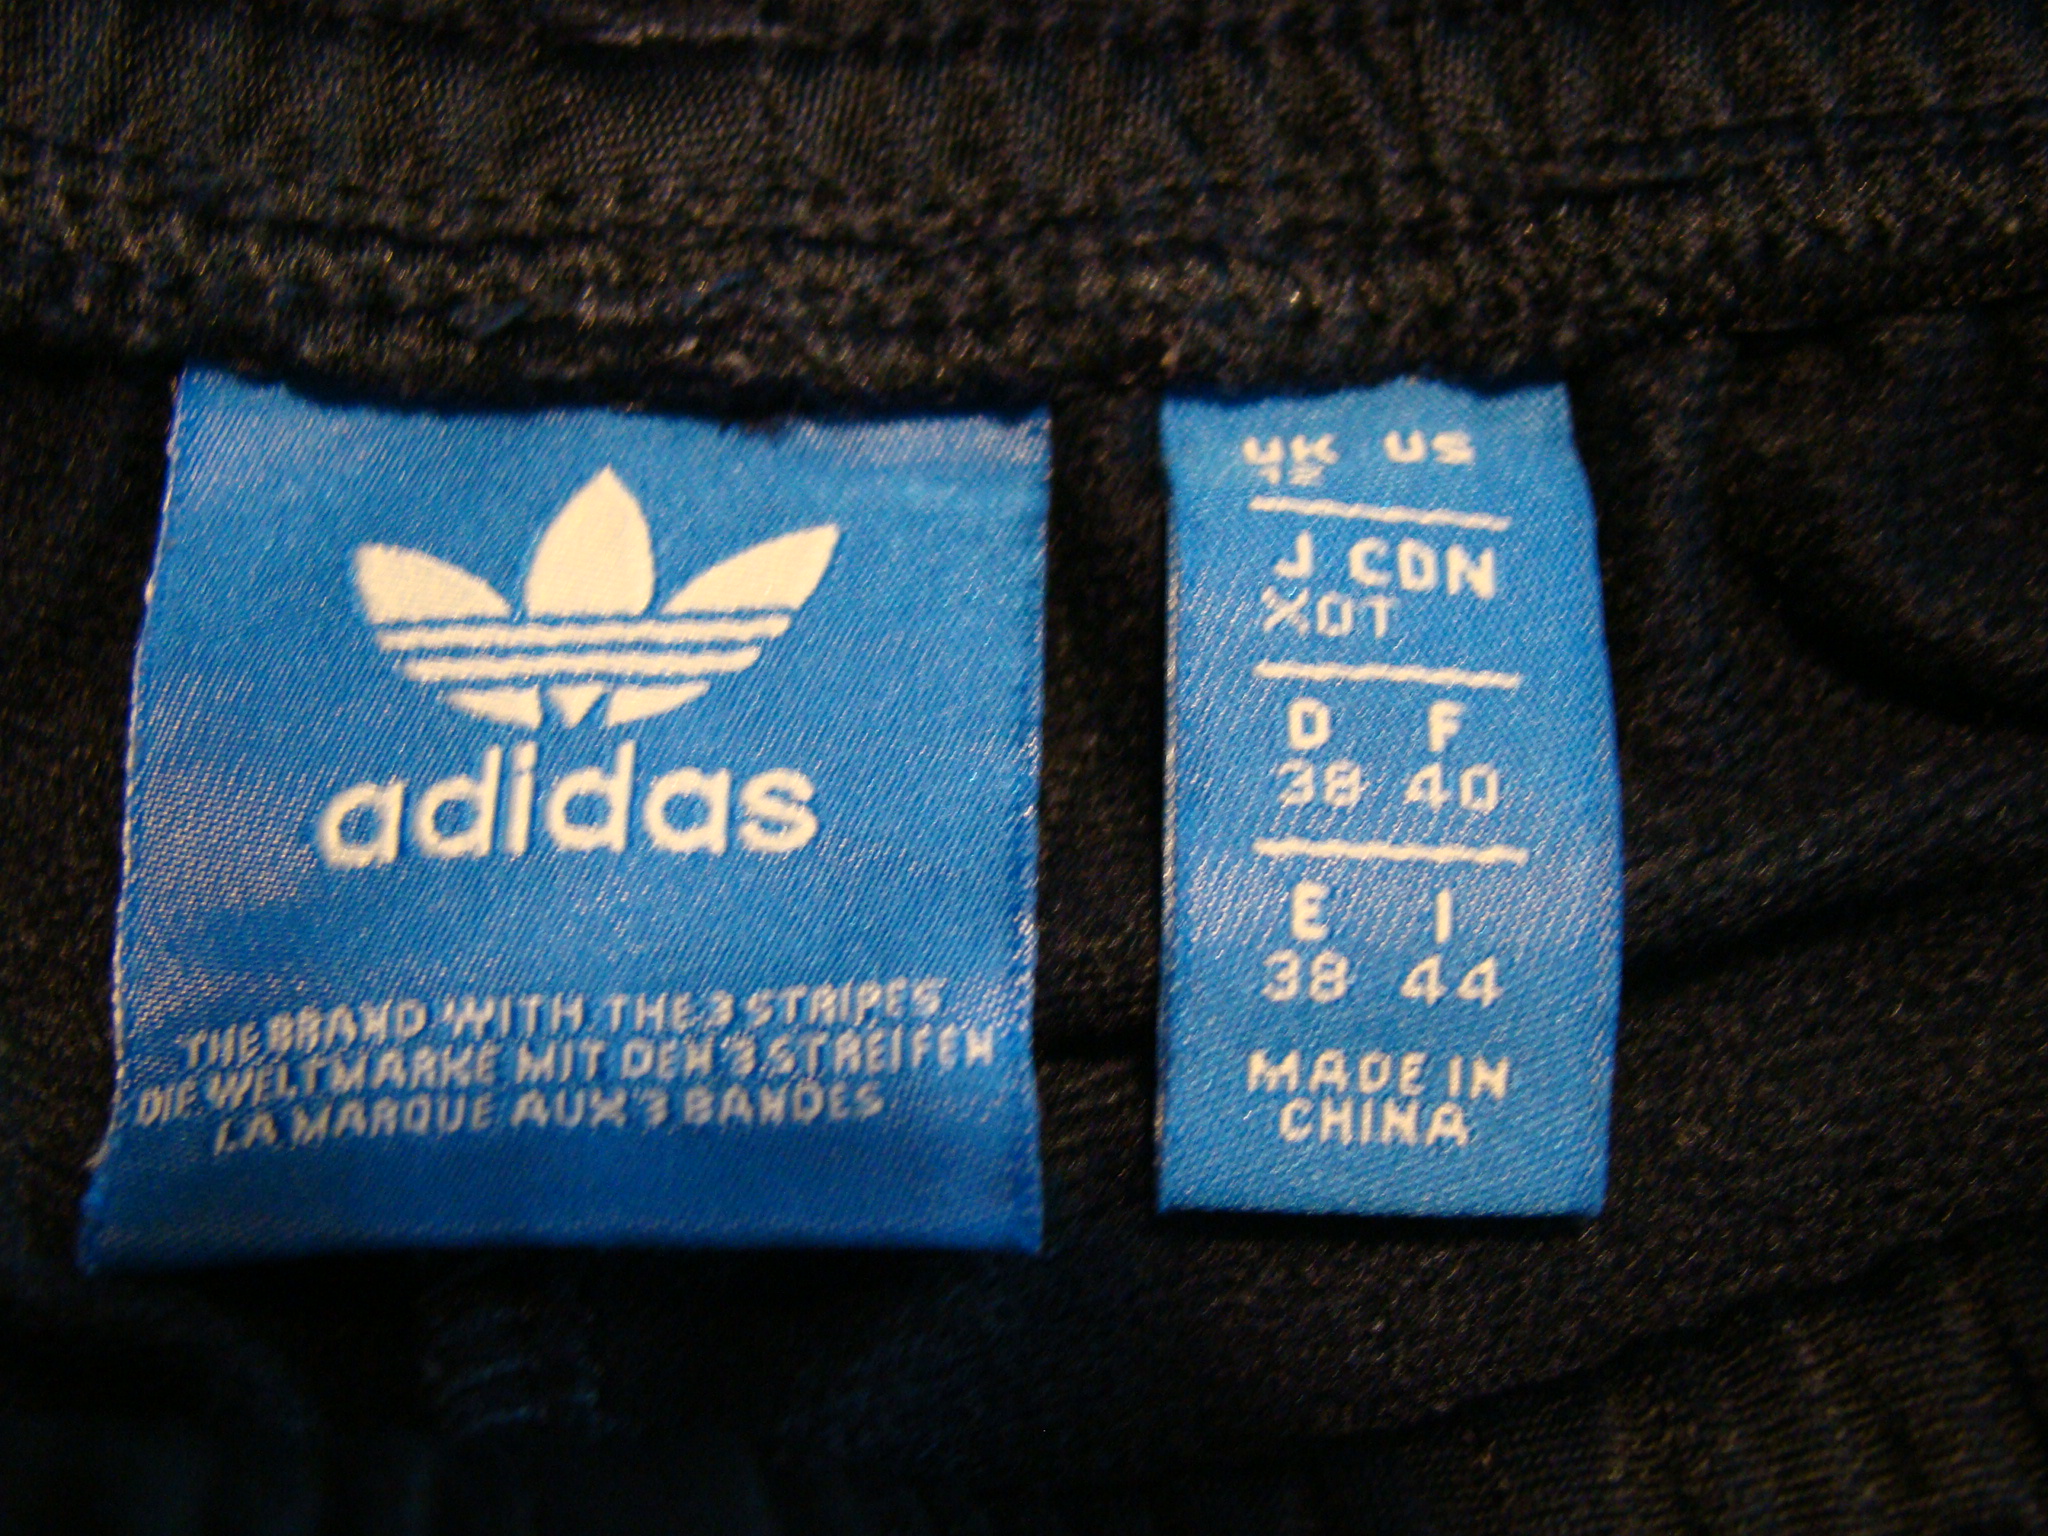 adidas
THE BRAND WITH THE 3 STRIPES
DIE WELTMARKE MIT DEN 3 STREIFEN
LA MARQUE AUX 3 BANDES
UK US
12
J CDN
XOT
D F
38 40
E I
38 44
MADE IN
CHINA